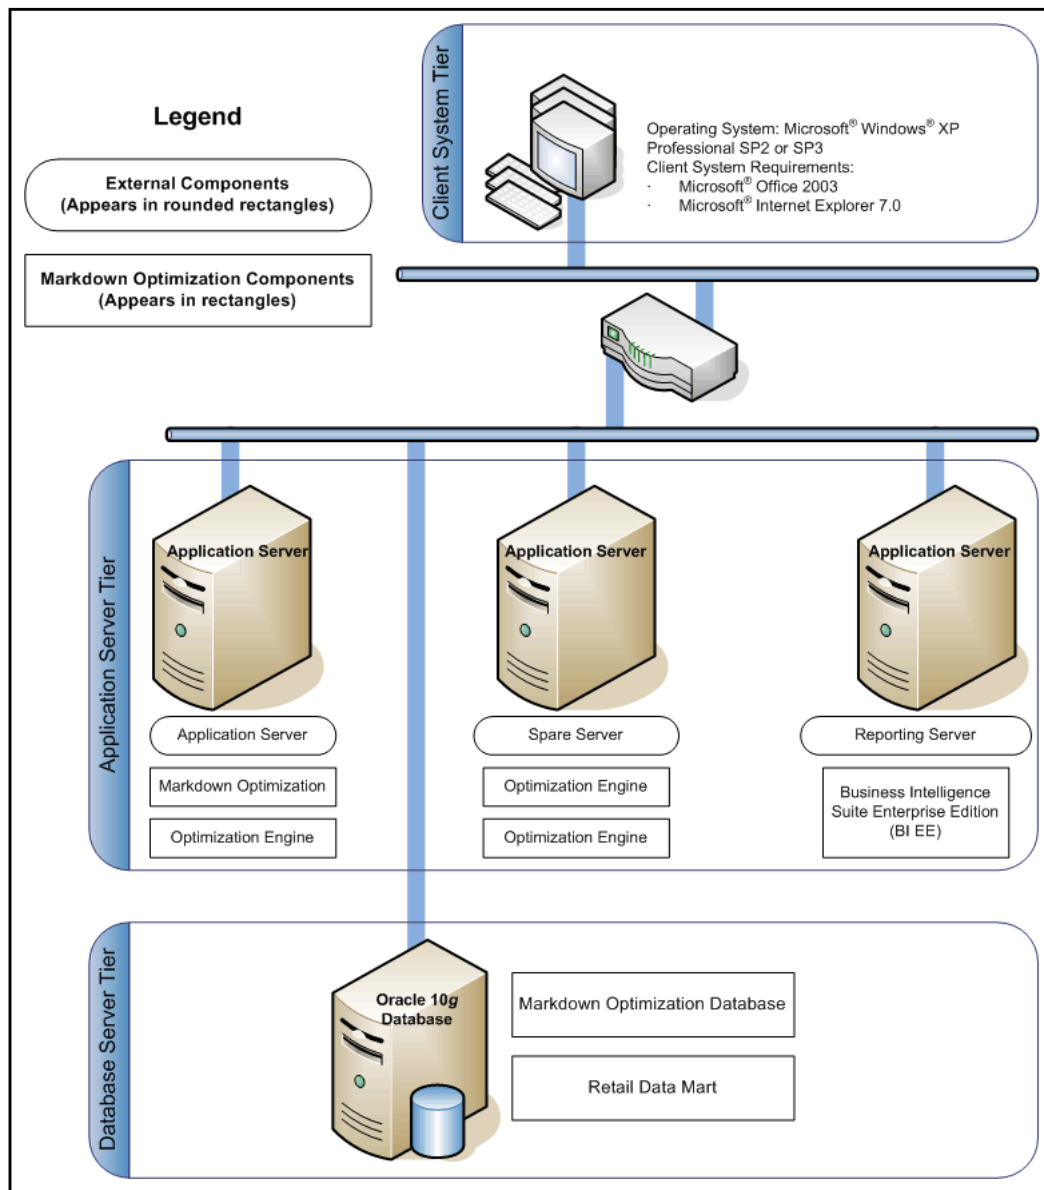 Client System Tier
Operating System: Microsoft® Windows® XP
Professional SP2 or SP3
Client System Requirements:
· Microsoft® Office 2003
· Microsoft® Internet Explorer 7.0
Legend
External Components
(Appears in rounded rectangles)
Markdown Optimization Components
(Appears in rectangles)
Application Server Tier
Application Server
Application Server
Markdown Optimization
Optimization Engine
Application Server
Spare Server
Optimization Engine
Optimization Engine
Application Server
Reporting Server
Business Intelligence
Suite Enterprise Edition
(BI EE)
Database Server Tier
Oracle 10g
Database
Markdown Optimization Database
Retail Data Mart